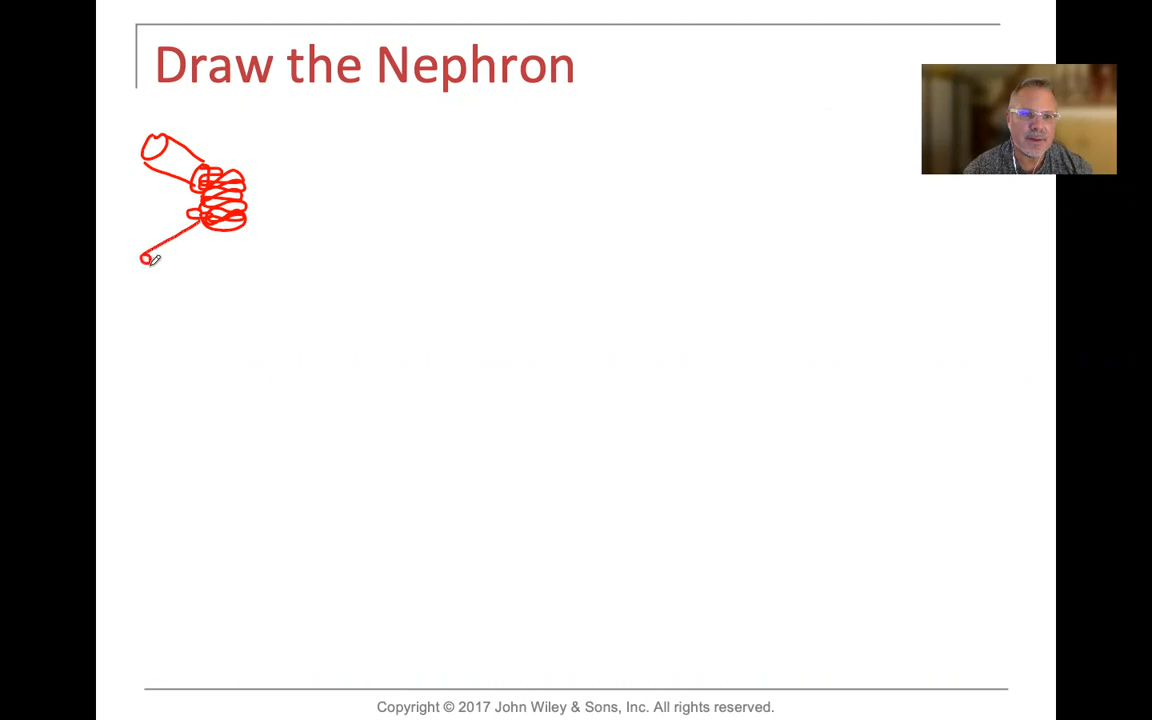 Draw the Nephron
Copyright © 2017 John Wiley & Sons, Inc. All rights reserved.